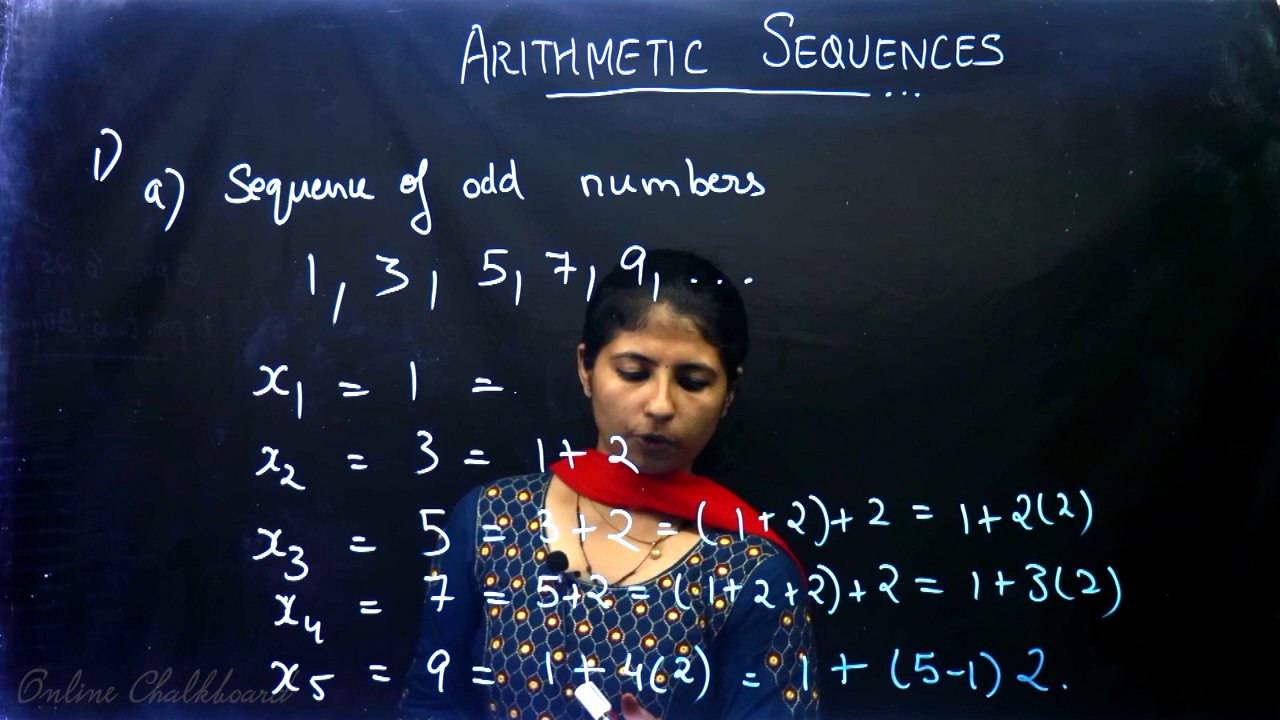 ARITHMETIC SEQUENCES
...
1) a) Sequence of odd numbers
1, 3, 5, 7, 9, ...
x₁ = 1 =
x₂ = 3 = 1+2
x₃ = 5 = 3+2 = (1+2)+2 = 1+2(2)
x₄ = 7 = 5+2 = (1+2+2)+2 = 1+3(2)
x₅ = 9 = 1+4(2) = 1+(5-1)2.
Online Chalkboard